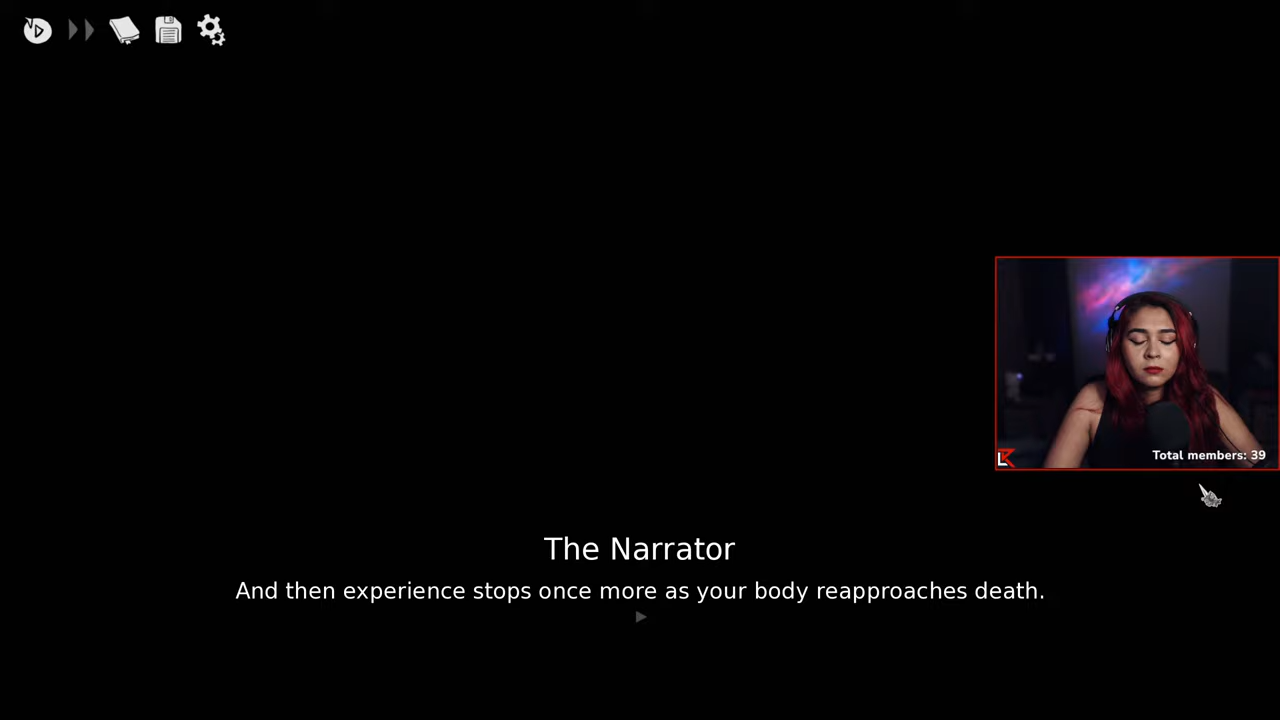 Total members: 39
The Narrator
And then experience stops once more as your body reapproaches death.